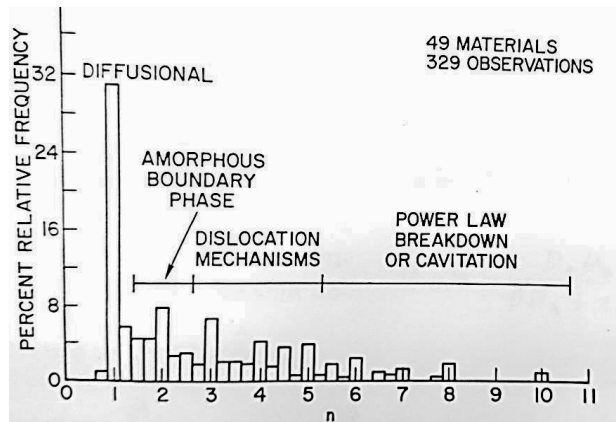 49 MATERIALS
329 OBSERVATIONS
DIFFUSIONAL
AMORPHOUS
BOUNDARY
PHASE
DISLOCATION
MECHANISMS
POWER LAW
BREAKDOWN
OR CAVITATION
PERCENT RELATIVE FREQUENCY
32
24
16
8
0
0 1 2 3 4 5 6 7 8 9 10 11
n